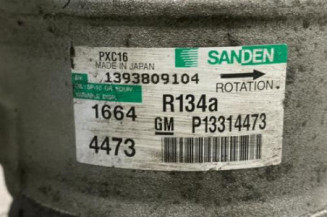 PXC16
MADE IN JAPAN
SANDEN
1393809104
ROTATION
R134a
1664
GM P13314473
4473